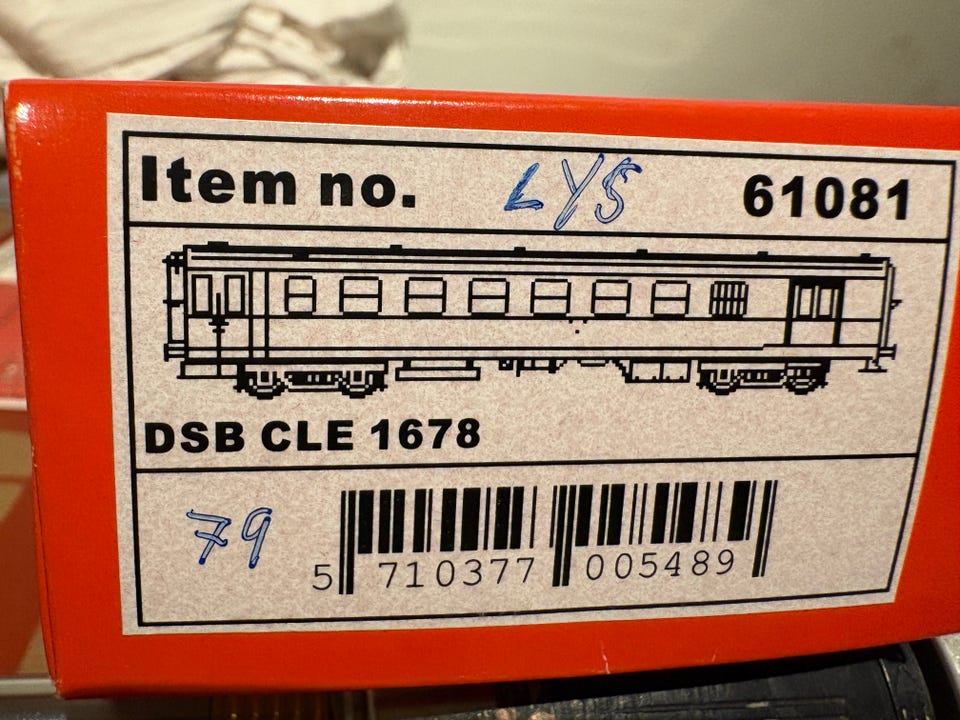 Item no. LYS 61081
DSB CLE 1678
79
5 710377 005489